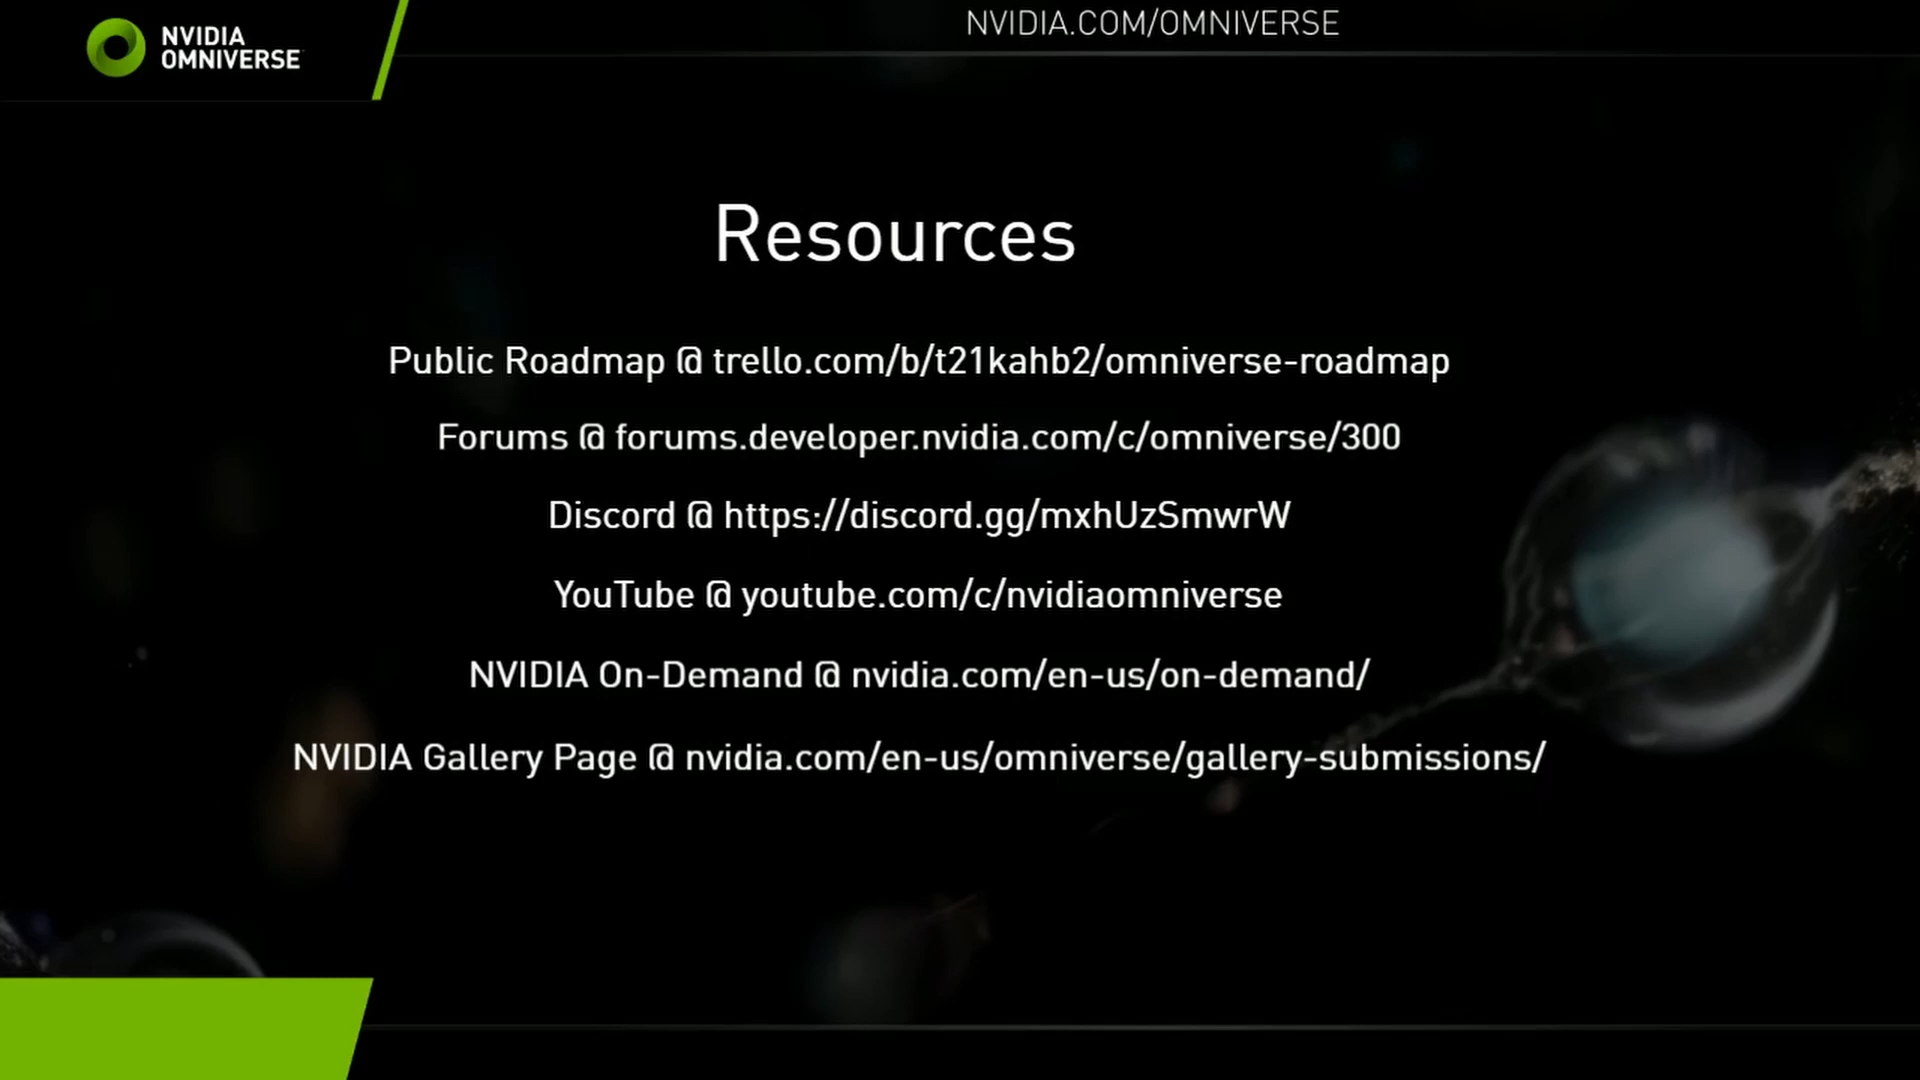 NVIDIA
OMNIVERSE
NVIDIA.COM/OMNIVERSE
Resources
Public Roadmap @ trello.com/b/t21kahb2/omniverse-roadmap
Forums @ forums.developer.nvidia.com/c/omniverse/300
Discord @ https://discord.gg/mxhUzSmwrW
YouTube @ youtube.com/c/nvidiaomniverse
NVIDIA On-Demand @ nvidia.com/en-us/on-demand/
NVIDIA Gallery Page @ nvidia.com/en-us/omniverse/gallery-submissions/